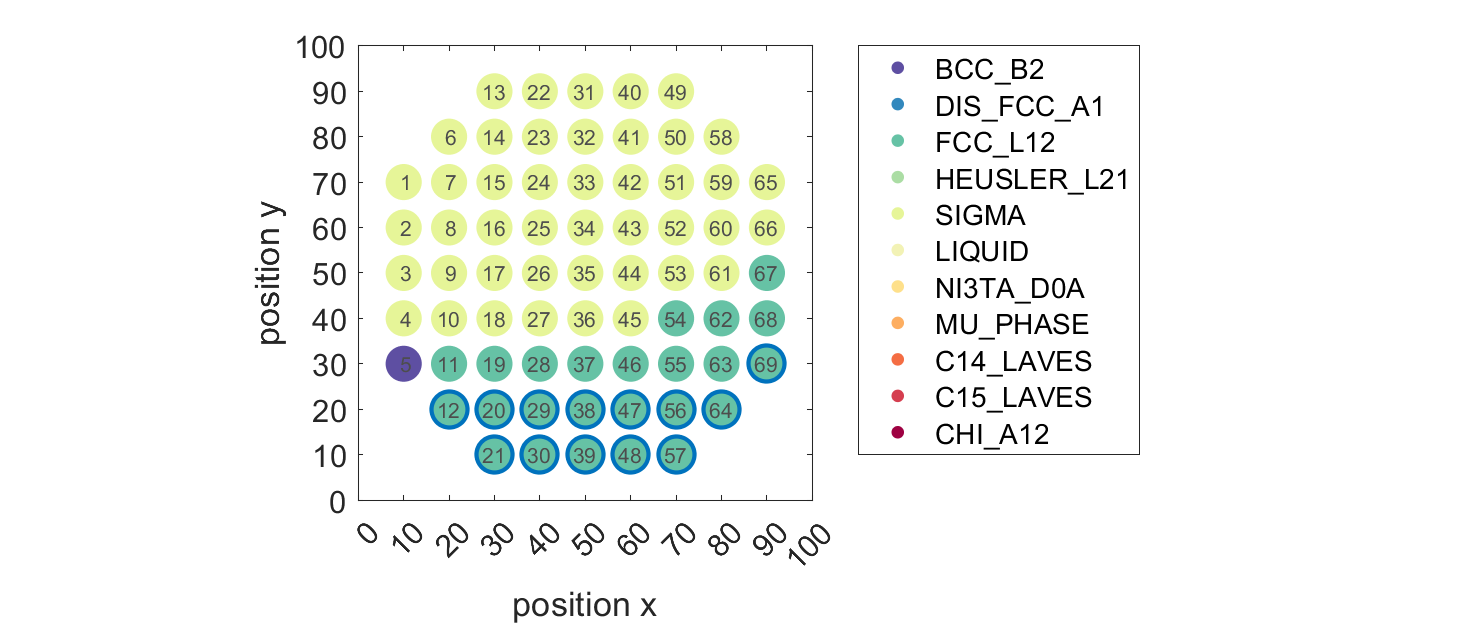 100
90
80
70
60
50
40
30
20
10
0
position y
13 22 31 40 49
6 14 23 32 41 50 58
1 7 15 24 33 42 51 59 65
2 8 16 25 34 43 52 60 66
3 9 17 26 35 44 53 61 67
4 10 18 27 36 45 54 62 68
5 11 19 28 37 46 55 63 69
12 20 29 38 47 56 64
21 30 39 48 57
0 10 20 30 40 50 60 70 80 90 100
position x
BCC_B2
DIS_FCC_A1
FCC_L12
HEUSLER_L21
SIGMA
LIQUID
NI3TA_D0A
MU_PHASE
C14_LAVES
C15_LAVES
CHI_A12